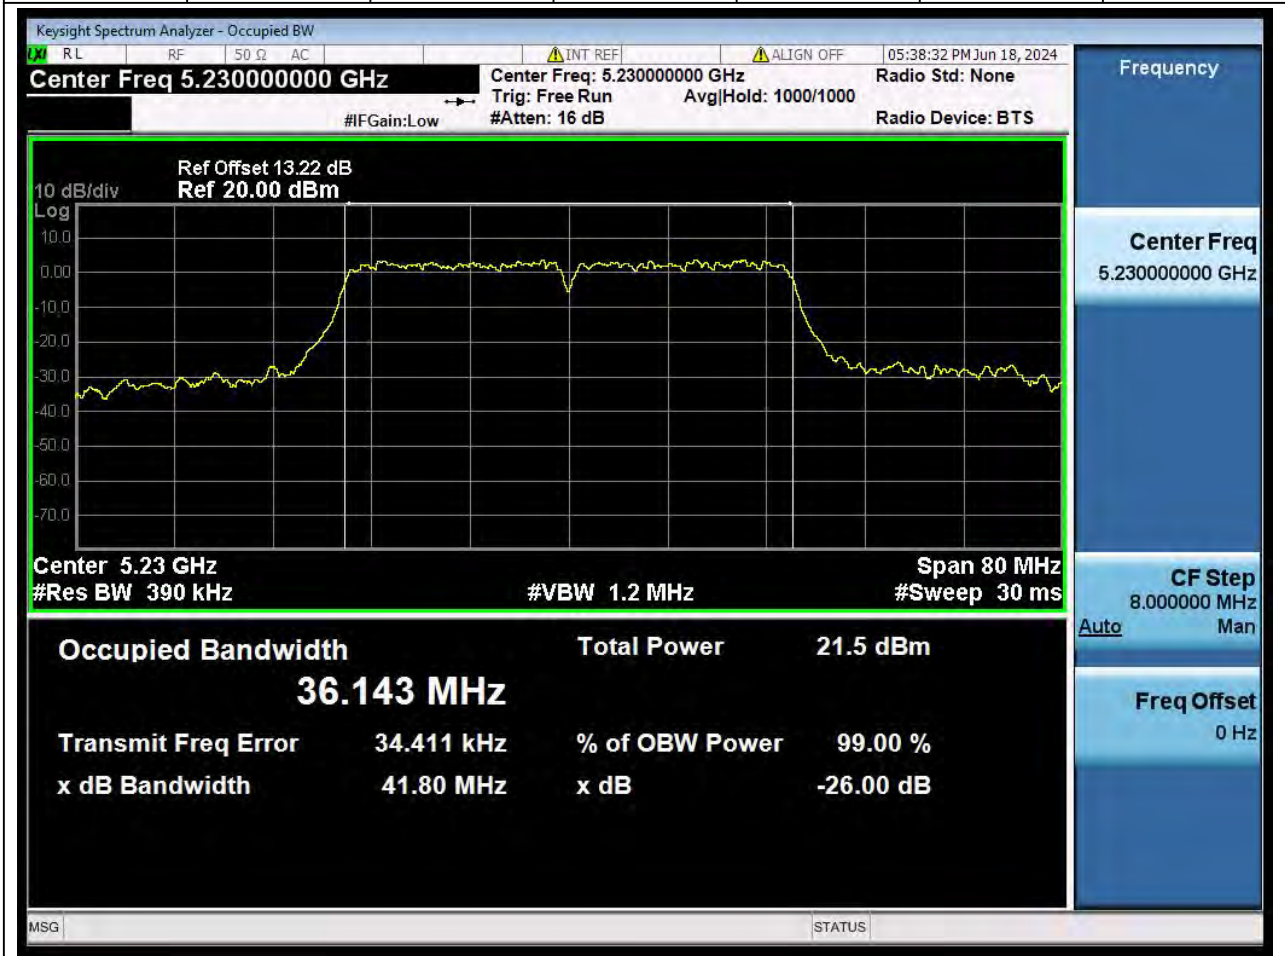 Keysight Spectrum Analyzer - Occupied BW
LXI RL RF 50 Ω AC INT REF ALIGN OFF 05:38:32 PM Jun 18, 2024
Center Freq 5.230000000 GHz
Center Freq: 5.230000000 GHz
Radio Std: None
Trig: Free Run Avg|Hold: 1000/1000
#IFGain:Low #Atten: 16 dB Radio Device: BTS
Ref Offset 13.22 dB
10 dB/div Ref 20.00 dBm
Log
10.0
0.00
-10.0
-20.0
-30.0
-40.0
-50.0
-60.0
-70.0
Center 5.23 GHz Span 80 MHz
#Res BW 390 kHz #VBW 1.2 MHz #Sweep 30 ms
Occupied Bandwidth Total Power 21.5 dBm
36.143 MHz
Transmit Freq Error 34.411 kHz % of OBW Power 99.00 %
x dB Bandwidth 41.80 MHz x dB -26.00 dB
MSG STATUS
Frequency
Center Freq
5.230000000 GHz
CF Step
8.000000 MHz
Auto Man
Freq Offset
0 Hz